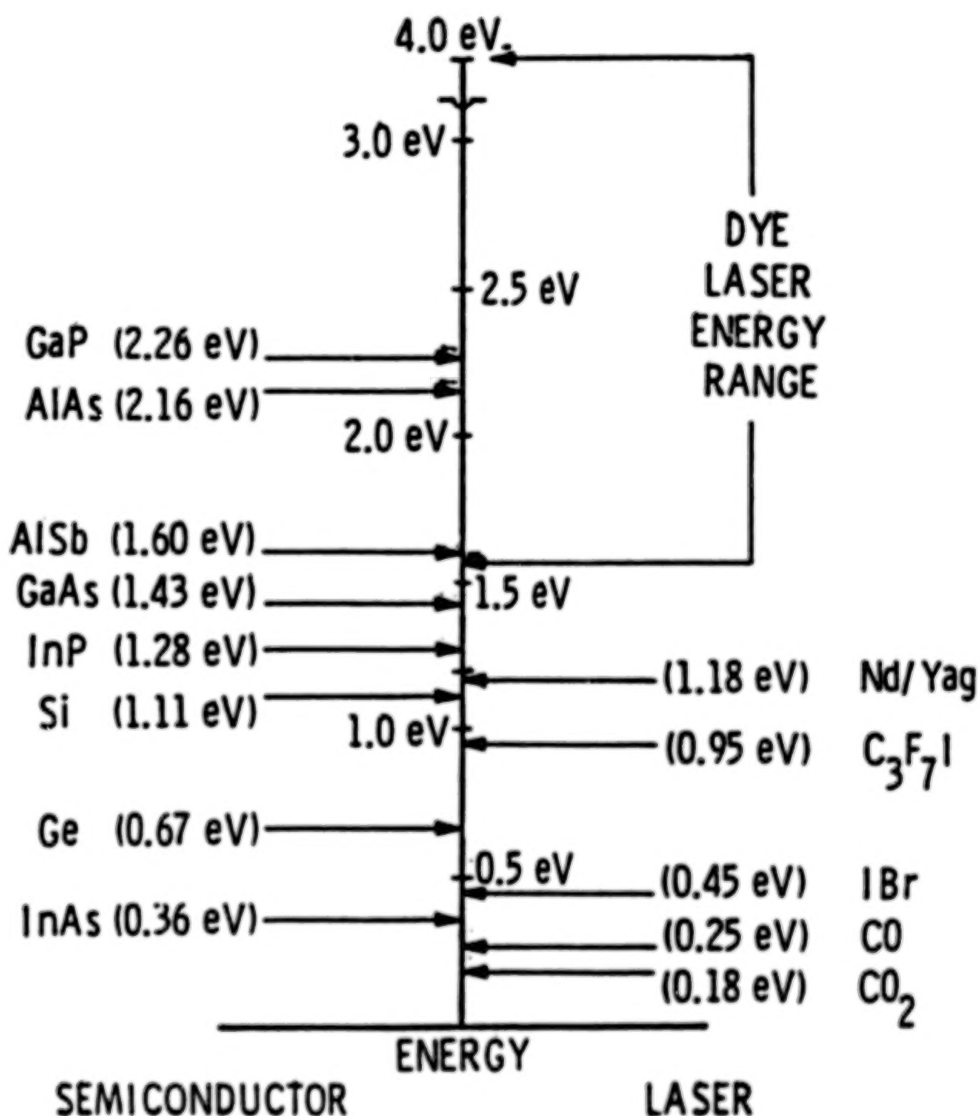 4.0 eV
3.0 eV
DYE
LASER
ENERGY
RANGE
2.5 eV
GaP (2.26 eV)
AlAs (2.16 eV)
2.0 eV
AlSb (1.60 eV)
GaAs (1.43 eV)
1.5 eV
InP (1.28 eV)
(1.18 eV) Nd/Yag
Si (1.11 eV)
1.0 eV
(0.95 eV) C₃F₇I
Ge (0.67 eV)
0.5 eV
(0.45 eV) IBr
InAs (0.36 eV)
(0.25 eV) CO
(0.18 eV) CO₂
ENERGY
SEMICONDUCTOR LASER